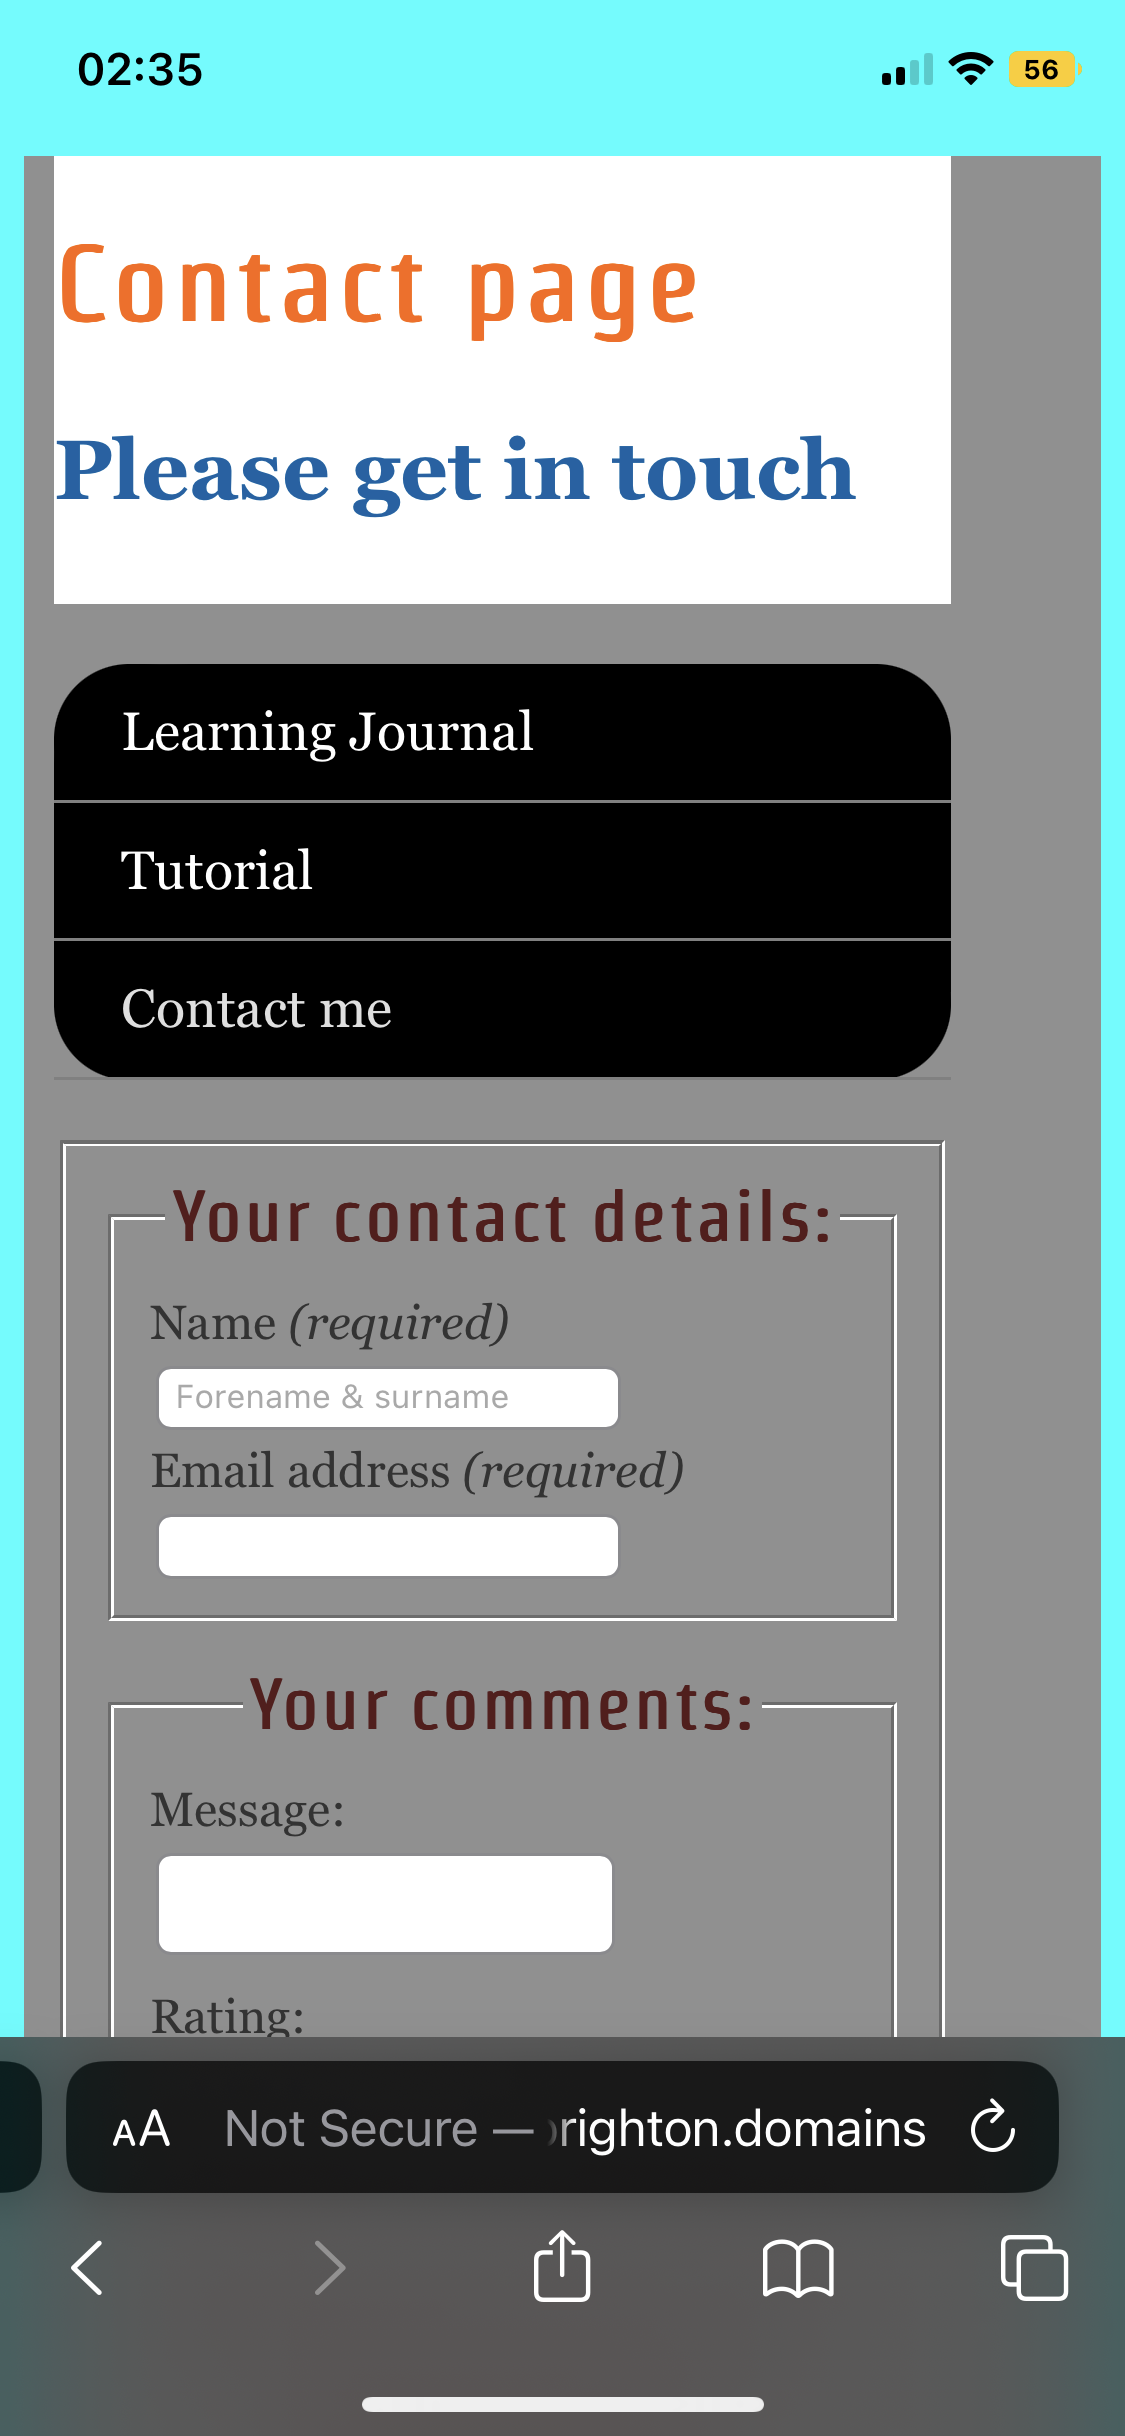 02:35
56
Contact page
Please get in touch
Learning Journal
Tutorial
Contact me
Your contact details:
Name (required)
Forename & surname
Email address (required)
Your comments:
Message:
Rating:
AA Not Secure — righton.domains